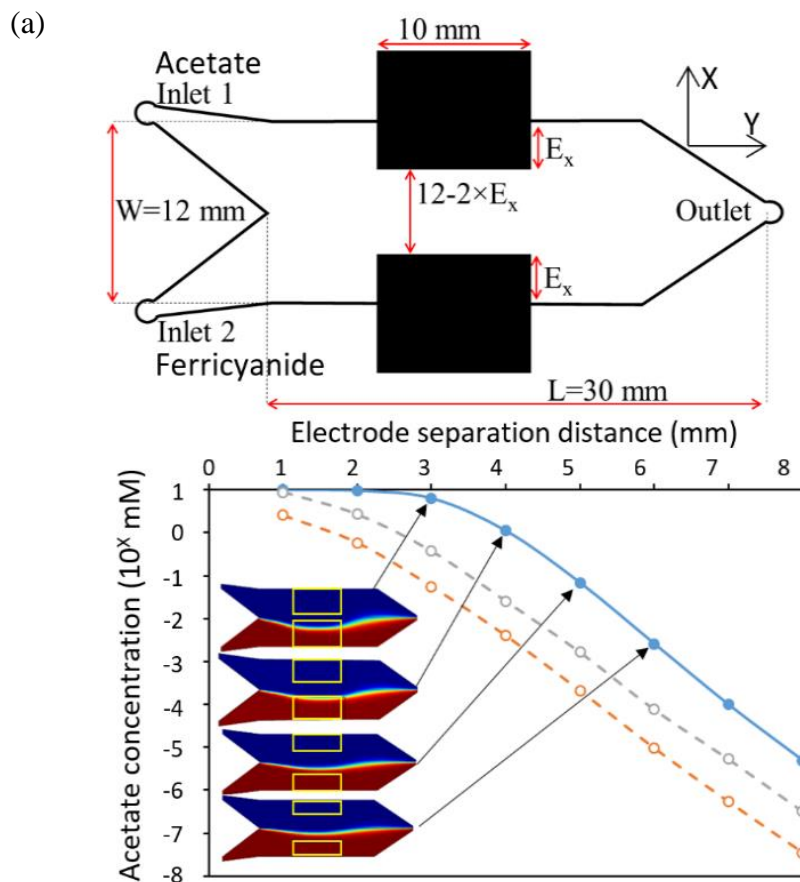 (a)
10 mm
Acetate
Inlet 1
X
Y
Eₓ
W=12 mm
12-2×Eₓ
Outlet
Eₓ
Inlet 2
Ferricyanide
L=30 mm
Electrode separation distance (mm)
0 1 2 3 4 5 6 7 8
Acetate concentration (10ˣ mM)
1
0
-1
-2
-3
-4
-5
-6
-7
-8